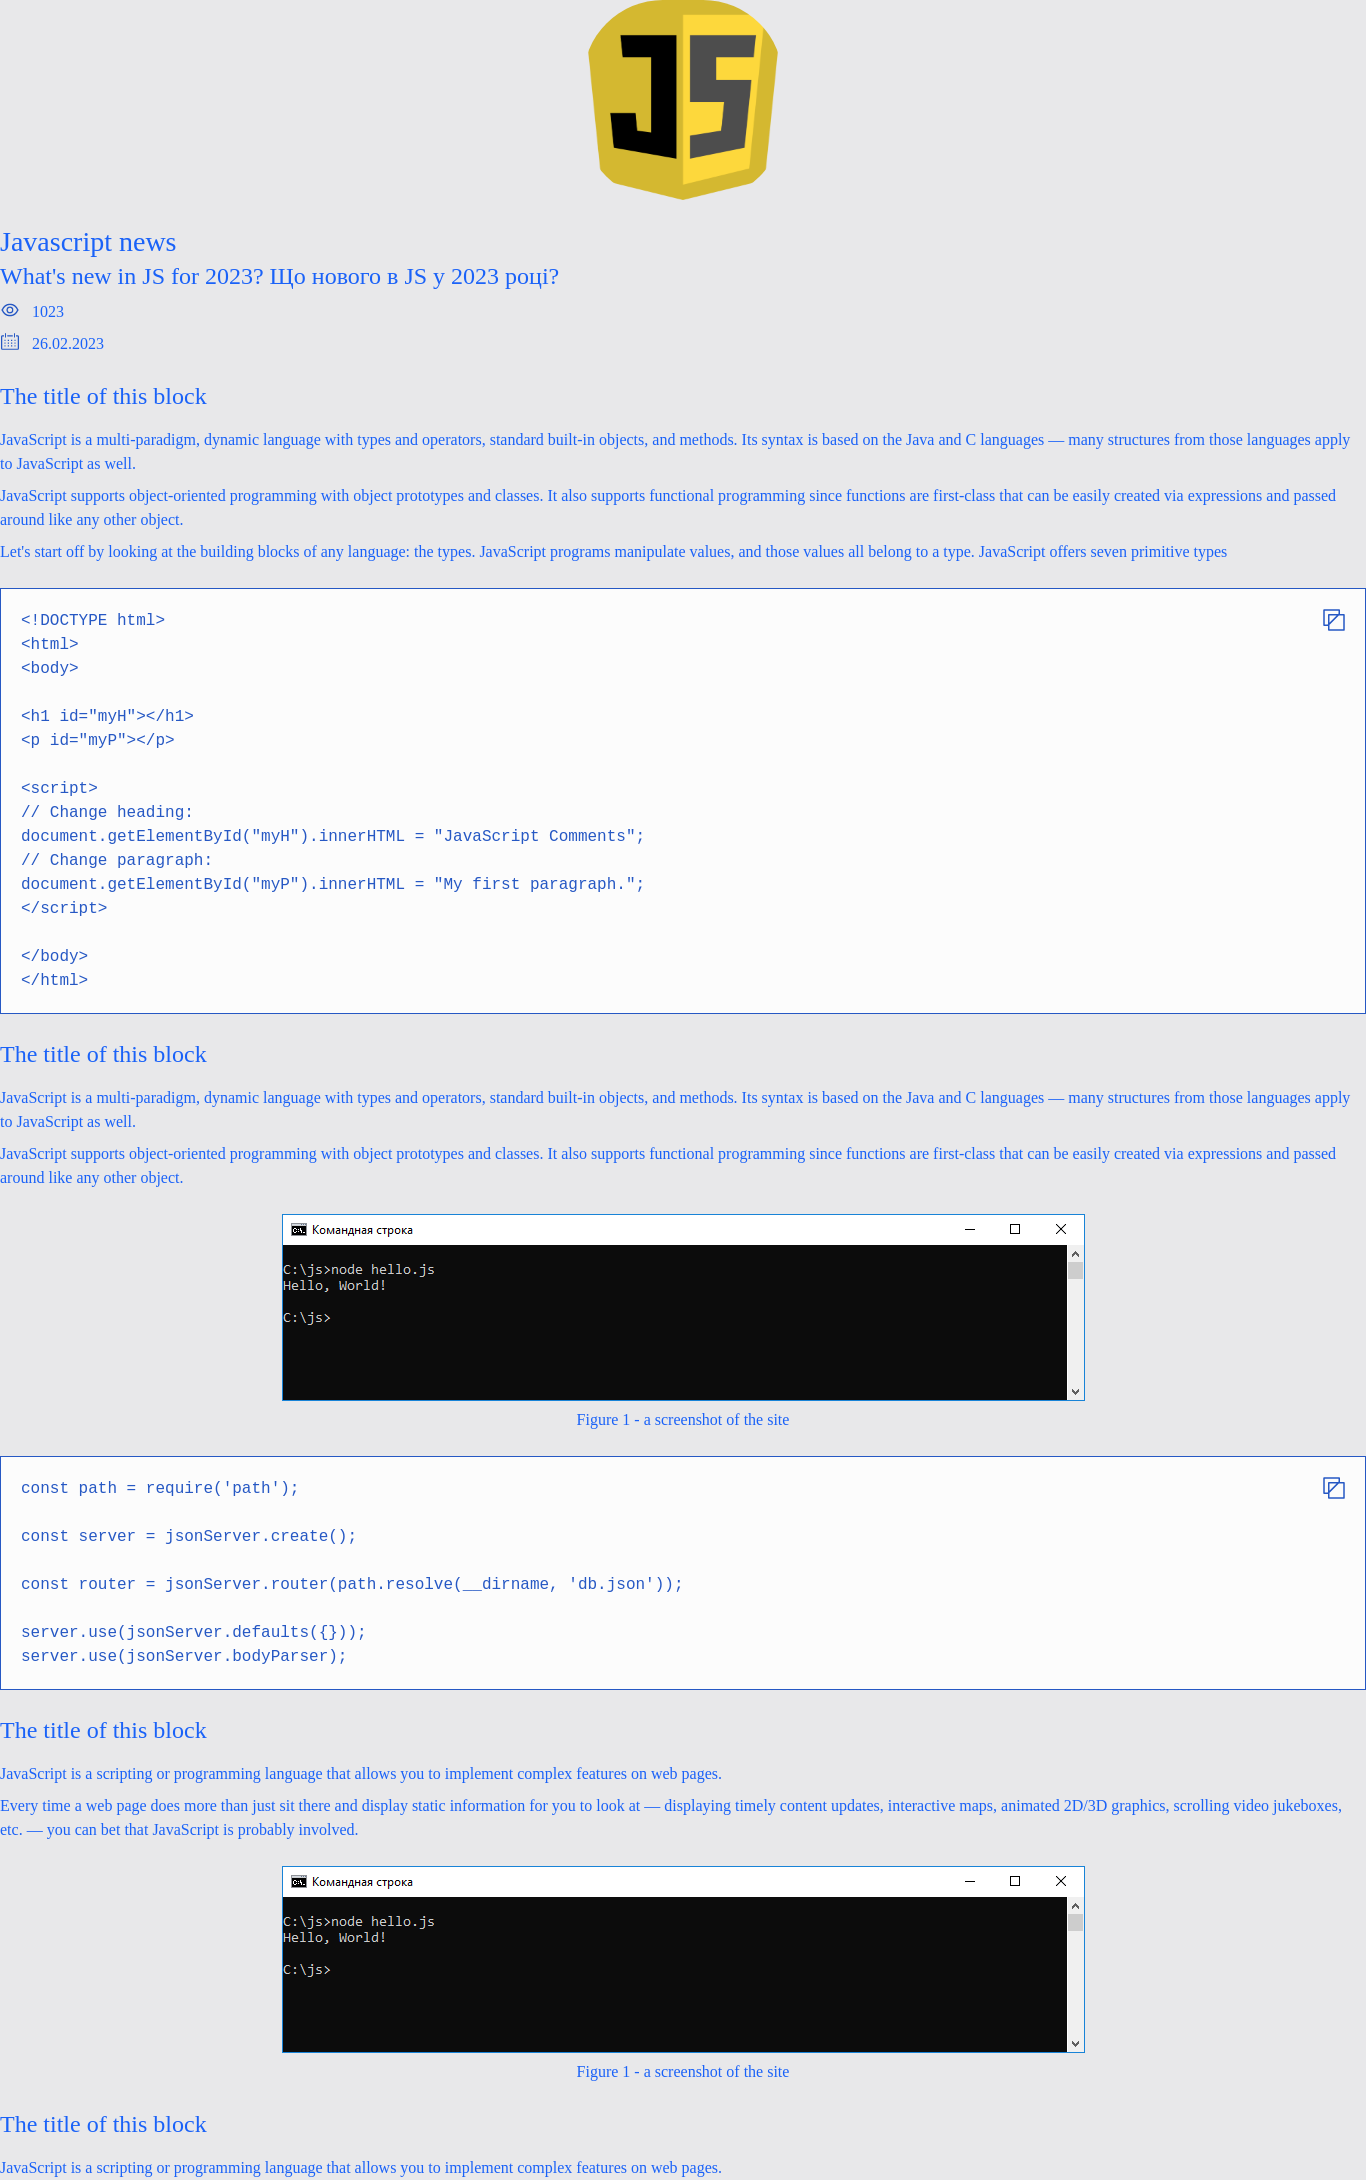 JS
Javascript news
What's new in JS for 2023? Що нового в JS у 2023 році?
1023
26.02.2023
The title of this block
JavaScript is a multi-paradigm, dynamic language with types and operators, standard built-in objects, and methods. Its syntax is based on the Java and C languages — many structures from those languages apply
to JavaScript as well.
JavaScript supports object-oriented programming with object prototypes and classes. It also supports functional programming since functions are first-class that can be easily created via expressions and passed
around like any other object.
Let's start off by looking at the building blocks of any language: the types. JavaScript programs manipulate values, and those values all belong to a type. JavaScript offers seven primitive types
<!DOCTYPE html>
<html>
<body>
<h1 id="myH"></h1>
<p id="myP"></p>
<script>
// Change heading:
document.getElementById("myH").innerHTML = "JavaScript Comments";
// Change paragraph:
document.getElementById("myP").innerHTML = "My first paragraph.";
</script>
</body>
</html>
The title of this block
JavaScript is a multi-paradigm, dynamic language with types and operators, standard built-in objects, and methods. Its syntax is based on the Java and C languages — many structures from those languages apply
to JavaScript as well.
JavaScript supports object-oriented programming with object prototypes and classes. It also supports functional programming since functions are first-class that can be easily created via expressions and passed
around like any other object.
Командная строка
C:\js>node hello.js
Hello, World!
C:\js>
Figure 1 - a screenshot of the site
const path = require('path');
const server = jsonServer.create();
const router = jsonServer.router(path.resolve(__dirname, 'db.json'));
server.use(jsonServer.defaults({}));
server.use(jsonServer.bodyParser);
The title of this block
JavaScript is a scripting or programming language that allows you to implement complex features on web pages.
Every time a web page does more than just sit there and display static information for you to look at — displaying timely content updates, interactive maps, animated 2D/3D graphics, scrolling video jukeboxes,
etc. — you can bet that JavaScript is probably involved.
Командная строка
C:\js>node hello.js
Hello, World!
C:\js>
Figure 1 - a screenshot of the site
The title of this block
JavaScript is a scripting or programming language that allows you to implement complex features on web pages.